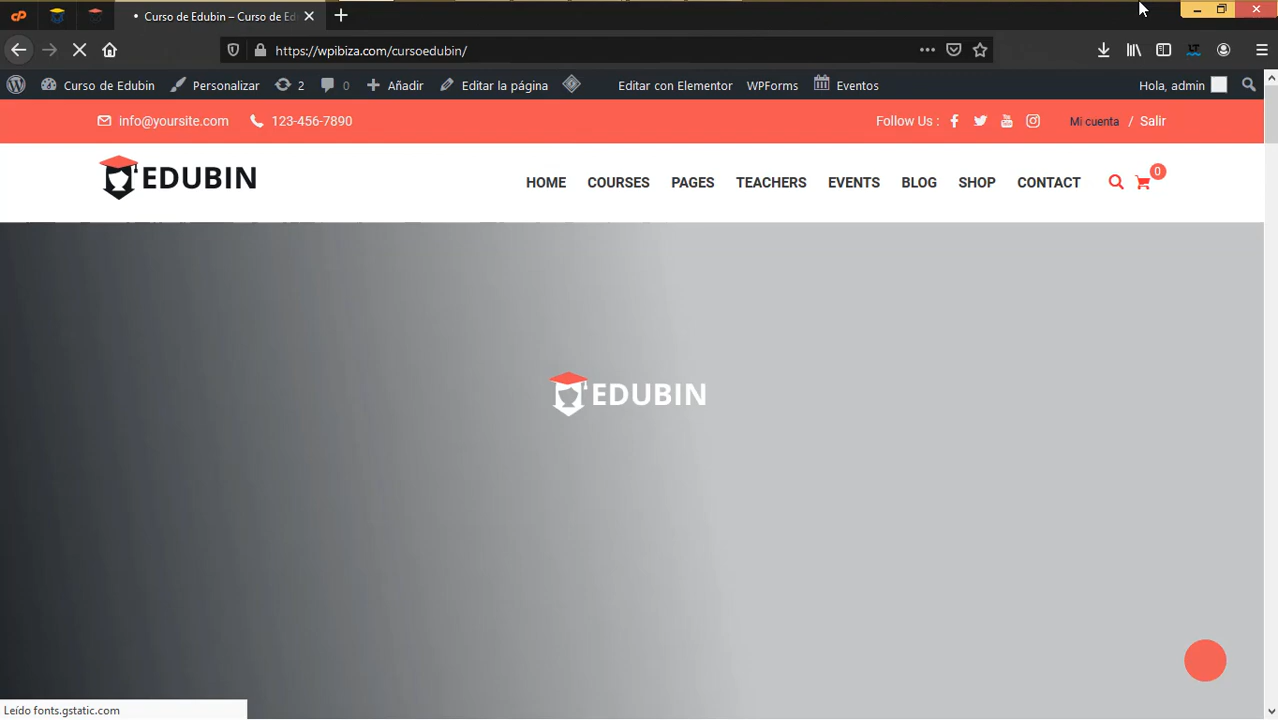 Curso de Edubin – Curso de Ed
https://wpibiza.com/cursoedubin/
Curso de Edubin Personalizar 2 0 Añadir Editar la página Editar con Elementor WPForms Eventos Hola, admin
info@yoursite.com 123-456-7890 Follow Us : Mi cuenta / Salir
EDUBIN HOME COURSES PAGES TEACHERS EVENTS BLOG SHOP CONTACT 0
EDUBIN
Leído fonts.gstatic.com